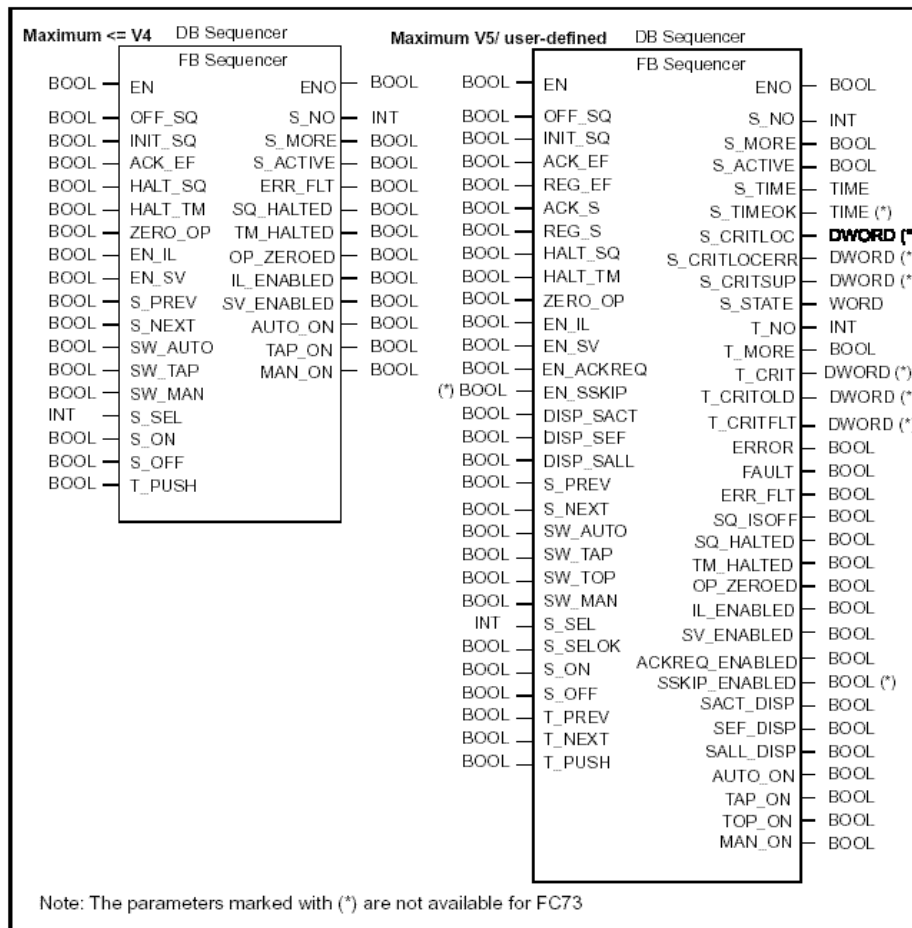 Maximum <= V4 DB Sequencer
FB Sequencer
BOOL EN ENO BOOL
BOOL OFF_SQ S_NO INT
BOOL INIT_SQ S_MORE BOOL
BOOL ACK_EF S_ACTIVE BOOL
BOOL HALT_SQ ERR_FLT BOOL
BOOL HALT_TM SQ_HALTED BOOL
BOOL ZERO_OP TM_HALTED BOOL
BOOL EN_IL OP_ZEROED BOOL
BOOL EN_SV IL_ENABLED BOOL
BOOL S_PREV SV_ENABLED BOOL
BOOL S_NEXT AUTO_ON BOOL
BOOL SW_AUTO TAP_ON BOOL
BOOL SW_TAP MAN_ON BOOL
BOOL SW_MAN
INT S_SEL
BOOL S_ON
BOOL S_OFF
BOOL T_PUSH
Maximum V5/ user-defined DB Sequencer
FB Sequencer
BOOL EN ENO BOOL
BOOL OFF_SQ S_NO INT
BOOL INIT_SQ S_MORE BOOL
BOOL ACK_EF S_ACTIVE BOOL
BOOL REG_EF S_TIME TIME
BOOL ACK_S S_TIMEOK TIME (*)
BOOL REG_S S_CRITLOC DWORD (*
BOOL HALT_SQ S_CRITLOCERR DWORD (*
BOOL HALT_TM S_CRITSUP DWORD (*
BOOL ZERO_OP S_STATE WORD
BOOL EN_IL T_NO INT
BOOL EN_SV T_MORE BOOL
BOOL EN_ACKREQ T_CRIT DWORD (*)
(*) BOOL EN_SSKIP T_CRITOLD DWORD (*
BOOL DISP_SACT T_CRITFLT DWORD (*
BOOL DISP_SEF ERROR BOOL
BOOL DISP_SALL FAULT BOOL
BOOL S_PREV ERR_FLT BOOL
BOOL S_NEXT SQ_ISOFF BOOL
BOOL SW_AUTO SQ_HALTED BOOL
BOOL SW_TAP TM_HALTED BOOL
BOOL SW_TOP OP_ZEROED BOOL
BOOL SW_MAN IL_ENABLED BOOL
INT S_SEL SV_ENABLED BOOL
BOOL S_SELOK ACKREQ_ENABLED BOOL
BOOL S_ON SSKIP_ENABLED BOOL (*)
BOOL S_OFF SACT_DISP BOOL
BOOL T_PREV SEF_DISP BOOL
BOOL T_NEXT SALL_DISP BOOL
BOOL T_PUSH AUTO_ON BOOL
TAP_ON BOOL
TOP_ON BOOL
MAN_ON BOOL
Note: The parameters marked with (*) are not available for FC73